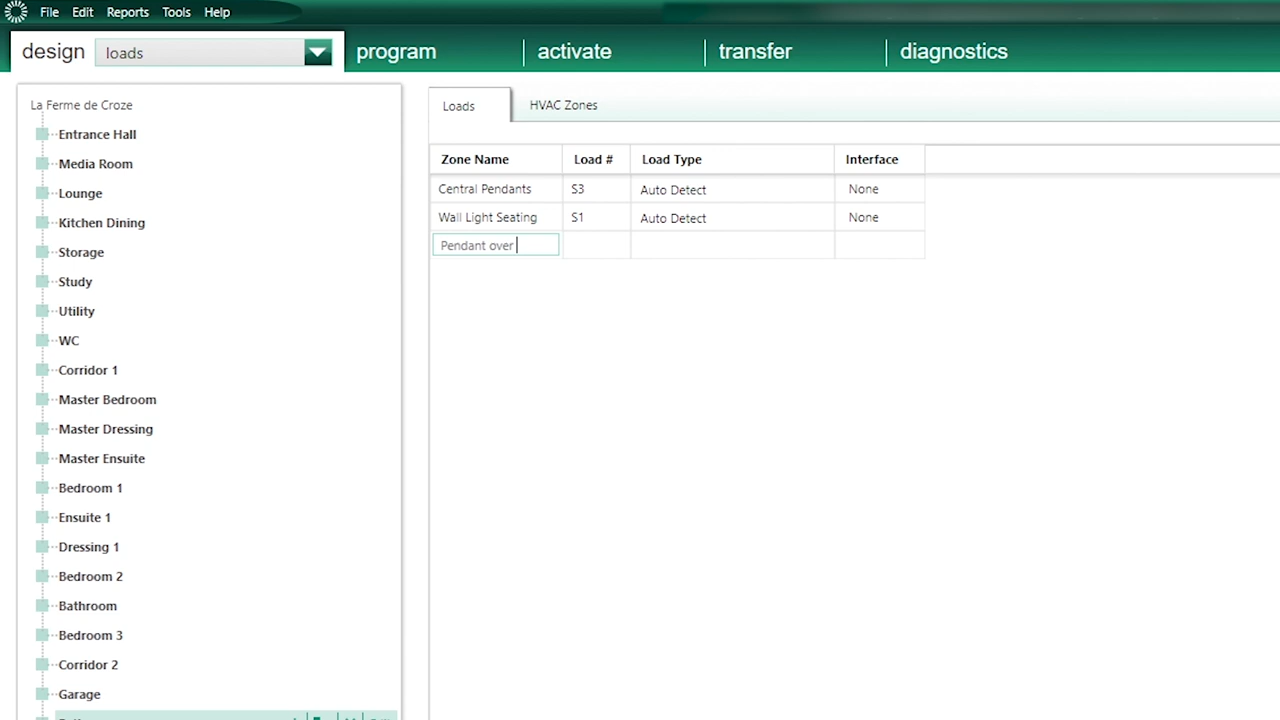 File Edit Reports Tools Help
design loads program activate transfer diagnostics
La Ferme de Croze
Entrance Hall
Media Room
Lounge
Kitchen Dining
Storage
Study
Utility
WC
Corridor 1
Master Bedroom
Master Dressing
Master Ensuite
Bedroom 1
Ensuite 1
Dressing 1
Bedroom 2
Bathroom
Bedroom 3
Corridor 2
Garage
Loads HVAC Zones
Zone Name Load # Load Type Interface
Central Pendants S3 Auto Detect None
Wall Light Seating S1 Auto Detect None
Pendant over